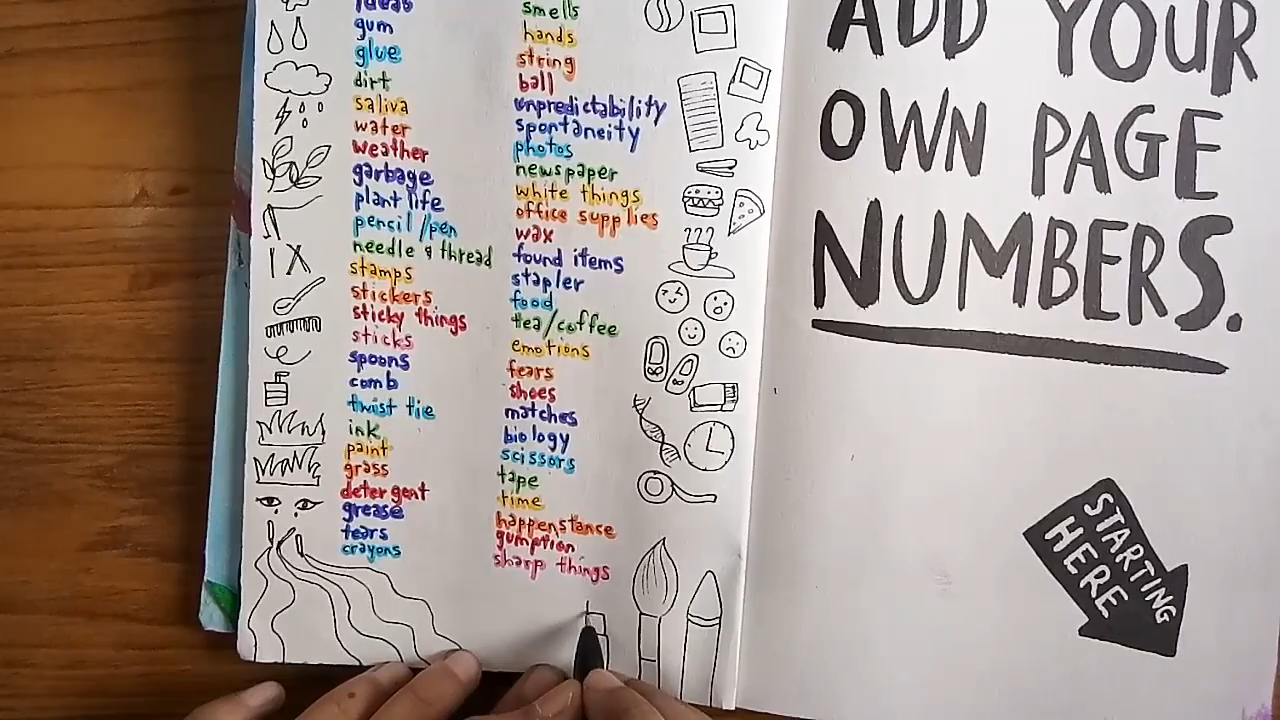 ideas
gum
glue
dirt
saliva
water
weather
garbage
plant life
pencil/pen
needle & thread
stamps
stickers
sticky things
sticks
spoons
comb
twist tie
ink
paint
grass
detergent
grease
tears
crayons
smells
hands
string
ball
unpredictability
spontaneity
photos
newspaper
white things
office supplies
wax
found items
stapler
food
tea/coffee
emotions
fears
shoes
matches
biology
scissors
tape
time
happenstance
gumption
sharp things
ADD YOUR
OWN PAGE
NUMBERS.
STARTING
HERE